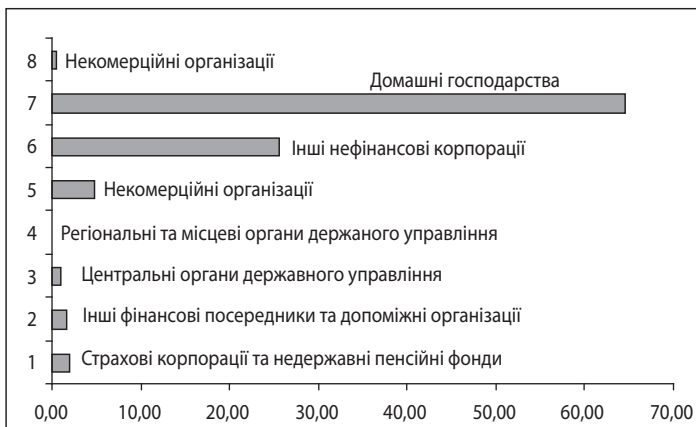 8 Некомерційні організації
Домашні господарства
7
6 Інші нефінансові корпорації
5 Некомерційні організації
4 Регіональні та місцеві органи держаного управління
3 Центральні органи державного управління
2 Інші фінансові посередники та допоміжні організації
1 Страхові корпорації та недержавні пенсійні фонди
0,00 10,00 20,00 30,00 40,00 50,00 60,00 70,00